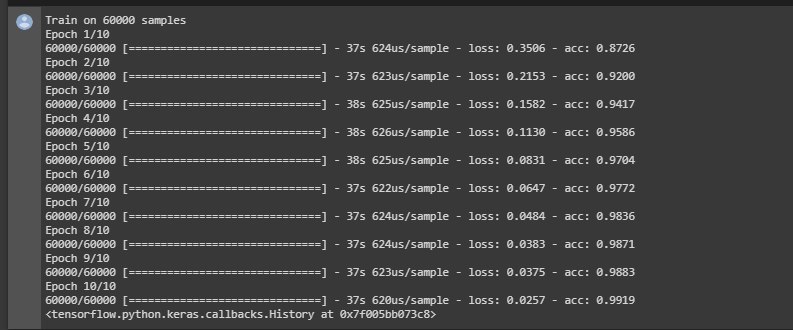 Train on 60000 samples
Epoch 1/10
60000/60000 [==============================] - 37s 624us/sample - loss: 0.3506 - acc: 0.8726
Epoch 2/10
60000/60000 [==============================] - 37s 623us/sample - loss: 0.2153 - acc: 0.9200
Epoch 3/10
60000/60000 [==============================] - 38s 625us/sample - loss: 0.1582 - acc: 0.9417
Epoch 4/10
60000/60000 [==============================] - 38s 626us/sample - loss: 0.1130 - acc: 0.9586
Epoch 5/10
60000/60000 [==============================] - 38s 625us/sample - loss: 0.0831 - acc: 0.9704
Epoch 6/10
60000/60000 [==============================] - 37s 622us/sample - loss: 0.0647 - acc: 0.9772
Epoch 7/10
60000/60000 [==============================] - 37s 624us/sample - loss: 0.0484 - acc: 0.9836
Epoch 8/10
60000/60000 [==============================] - 37s 624us/sample - loss: 0.0383 - acc: 0.9871
Epoch 9/10
60000/60000 [==============================] - 37s 623us/sample - loss: 0.0375 - acc: 0.9883
Epoch 10/10
60000/60000 [==============================] - 37s 620us/sample - loss: 0.0257 - acc: 0.9919
<tensorflow.python.keras.callbacks.History at 0x7f005bb073c8>